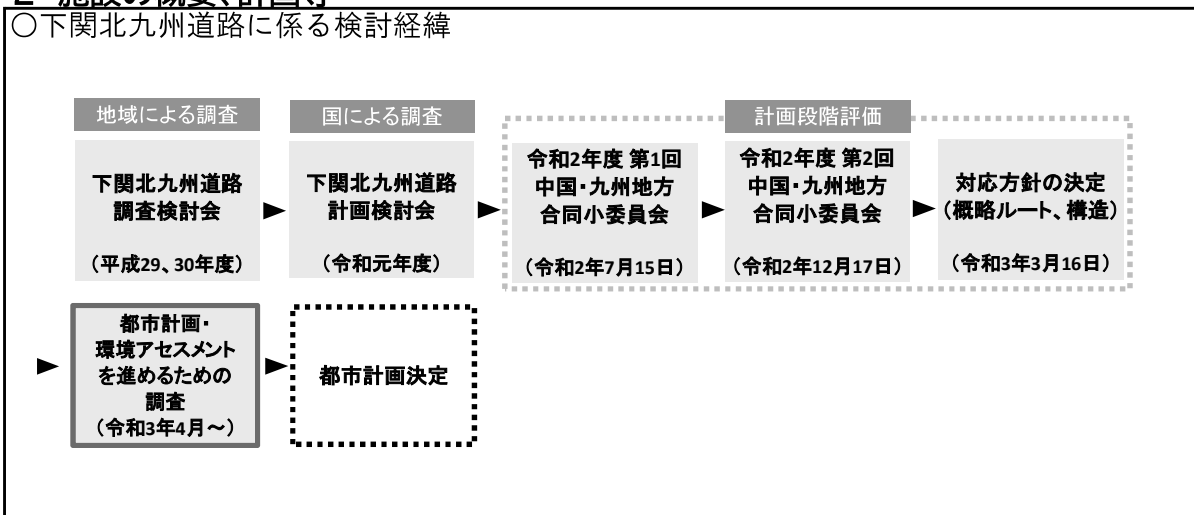 ○下関北九州道路に係る検討経緯
地域による調査
下関北九州道路
調査検討会
（平成29、30年度）
国による調査
下関北九州道路
計画検討会
（令和元年度）
計画段階評価
令和2年度 第1回
中国・九州地方
合同小委員会
（令和2年7月15日）
令和2年度 第2回
中国・九州地方
合同小委員会
（令和2年12月17日）
対応方針の決定
（概略ルート、構造）
（令和3年3月16日）
都市計画・
環境アセスメント
を進めるための
調査
（令和3年4月～）
都市計画決定